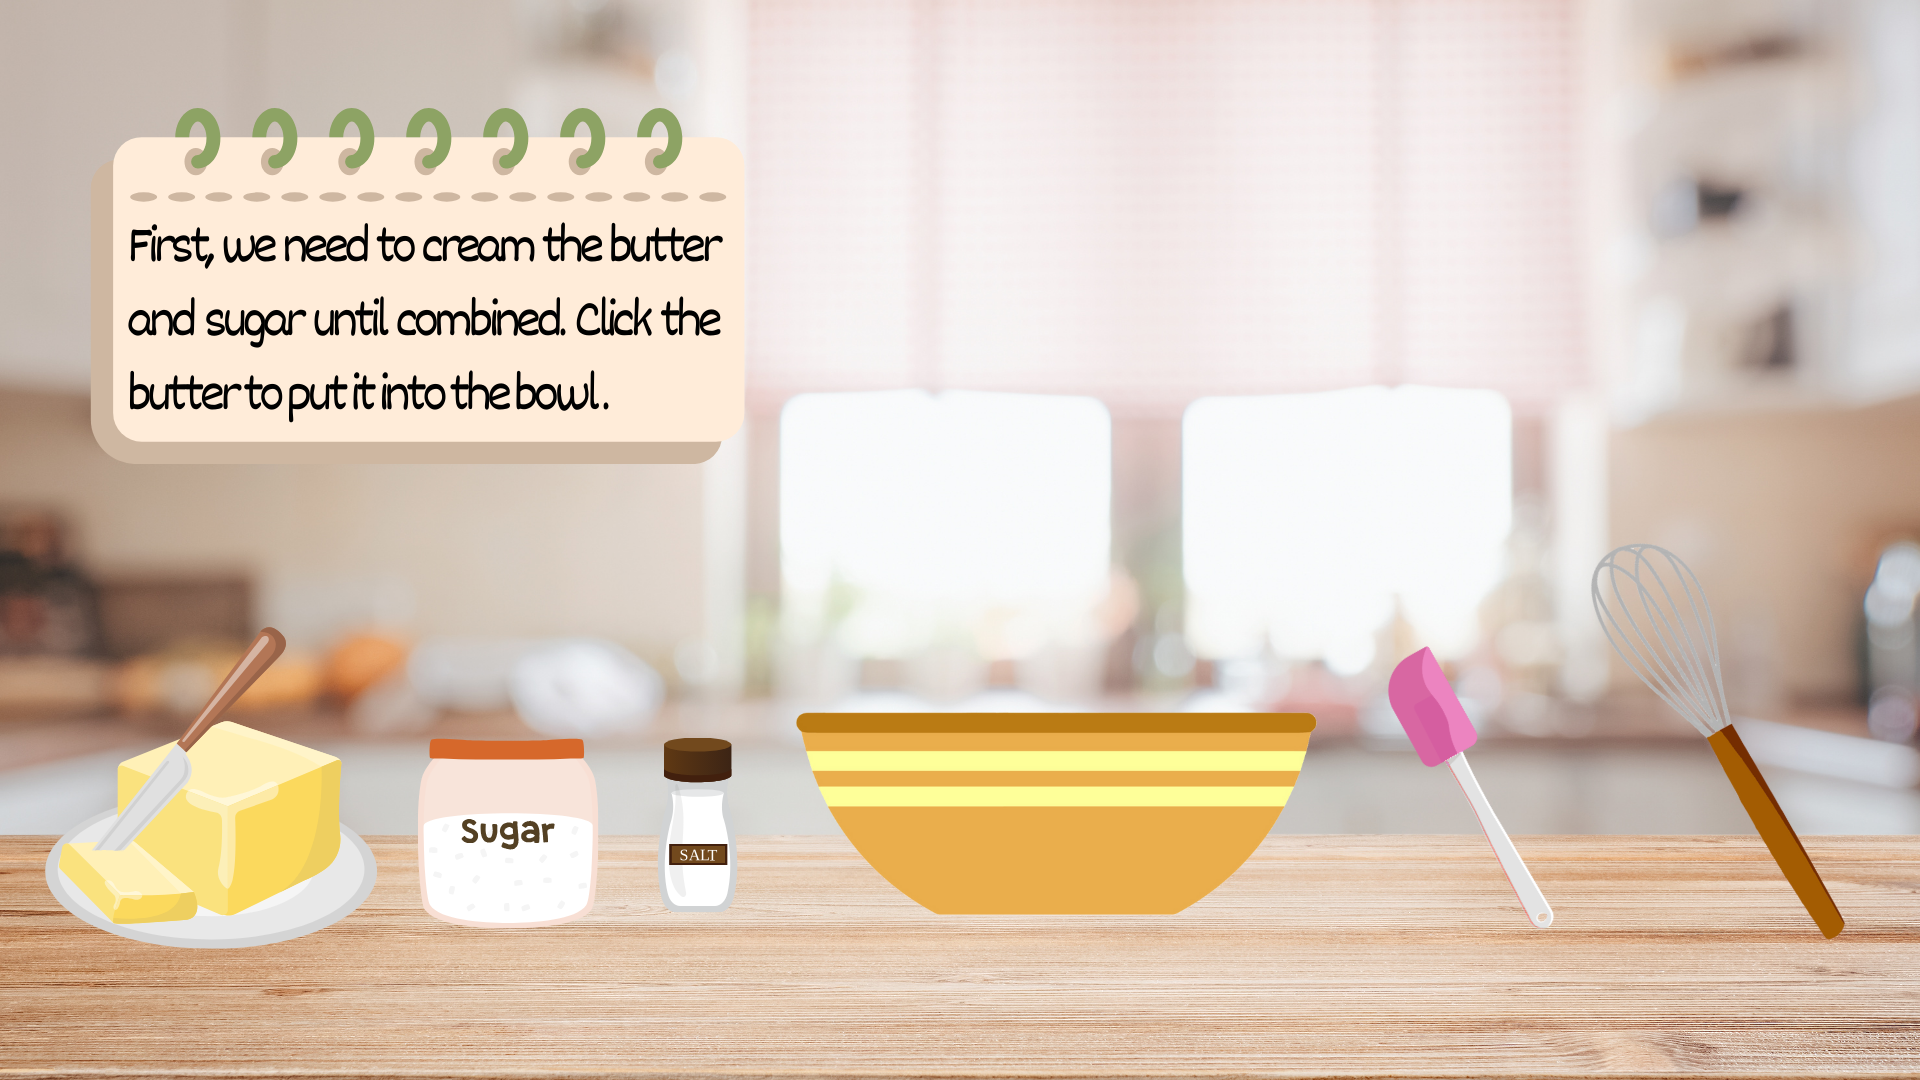 First, we need to cream the butter
and sugar until combined. Click the
butter to put it into the bowl.
Sugar
SALT